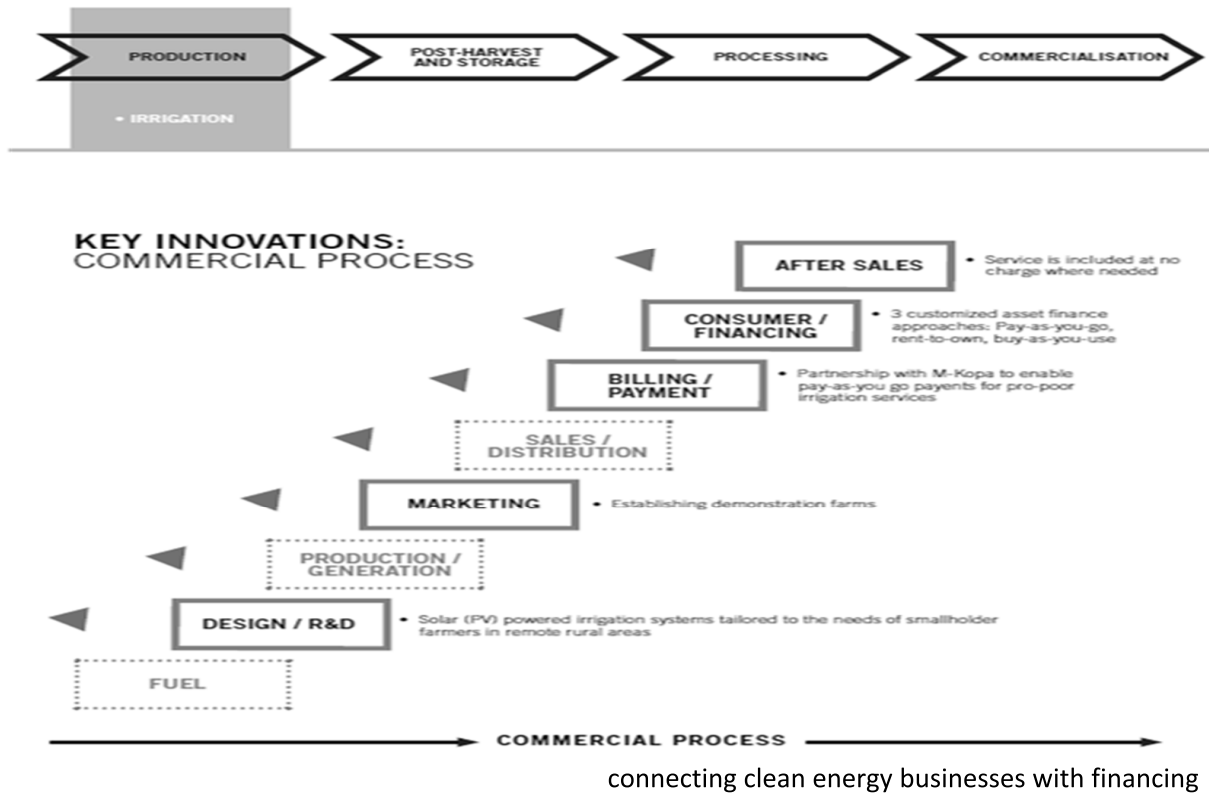 PRODUCTION
POST-HARVEST
AND STORAGE
PROCESSING
COMMERCIALISATION
• IRRIGATION
KEY INNOVATIONS:
COMMERCIAL PROCESS
AFTER SALES
• Service is included at no
charge where needed
CONSUMER /
FINANCING
• 3 customized asset finance
approaches: Pay-as-you-go,
rent-to-own, buy-as-you-use
BILLING /
PAYMENT
• Partnership with M-Kopa to enable
pay-as-you go payents for pro-poor
irrigation services
SALES /
DISTRIBUTION
MARKETING
• Establishing demonstration farms
PRODUCTION /
GENERATION
DESIGN / R&D
• Solar (PV) powered irrigation systems tailored to the needs of smallholder
farmers in remote rural areas
FUEL
COMMERCIAL PROCESS
connecting clean energy businesses with financing